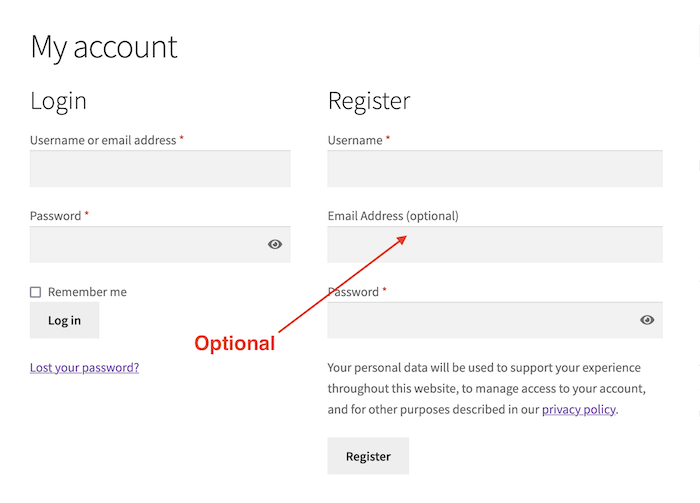 My account
Login
Username or email address *
Password *
Remember me
Log in
Lost your password?
Register
Username *
Email Address (optional)
Password *
Optional
Your personal data will be used to support your experience
throughout this website, to manage access to your account,
and for other purposes described in our privacy policy.
Register